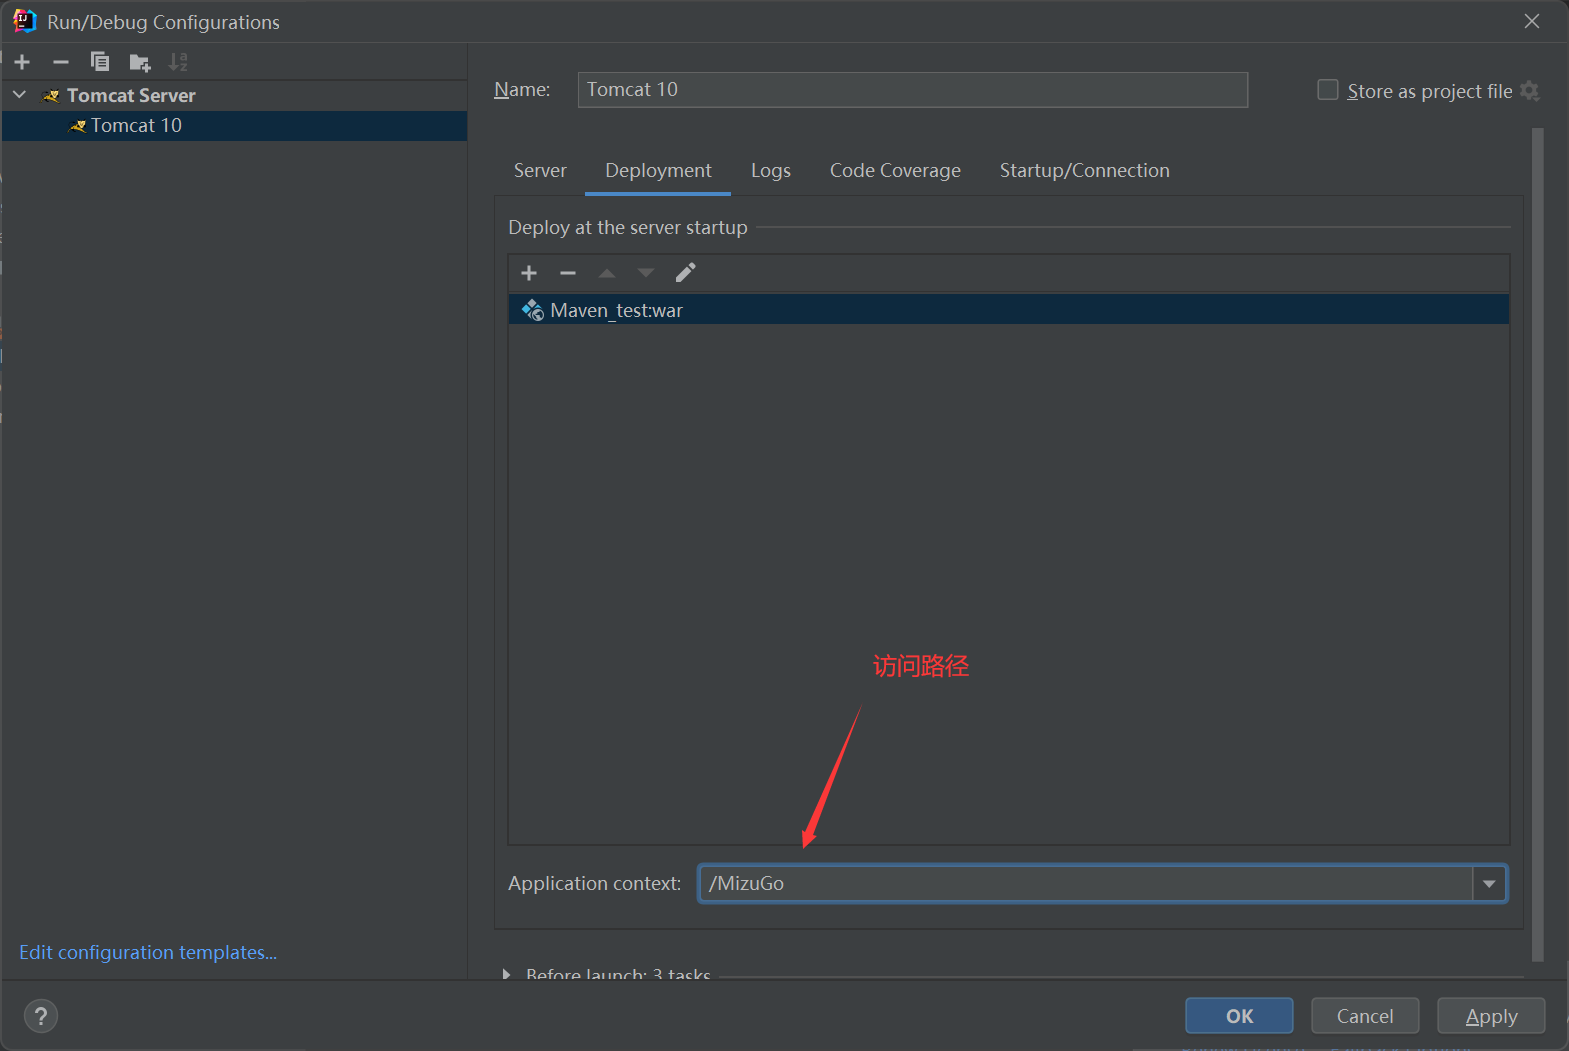 Run/Debug Configurations
Tomcat Server
Tomcat 10
Name:
Tomcat 10
Store as project file
Server
Deployment
Logs
Code Coverage
Startup/Connection
Deploy at the server startup
Maven_test:war
访问路径
Application context:
/MizuGo
Edit configuration templates...
Before launch: 3 tasks
?
OK
Cancel
Apply